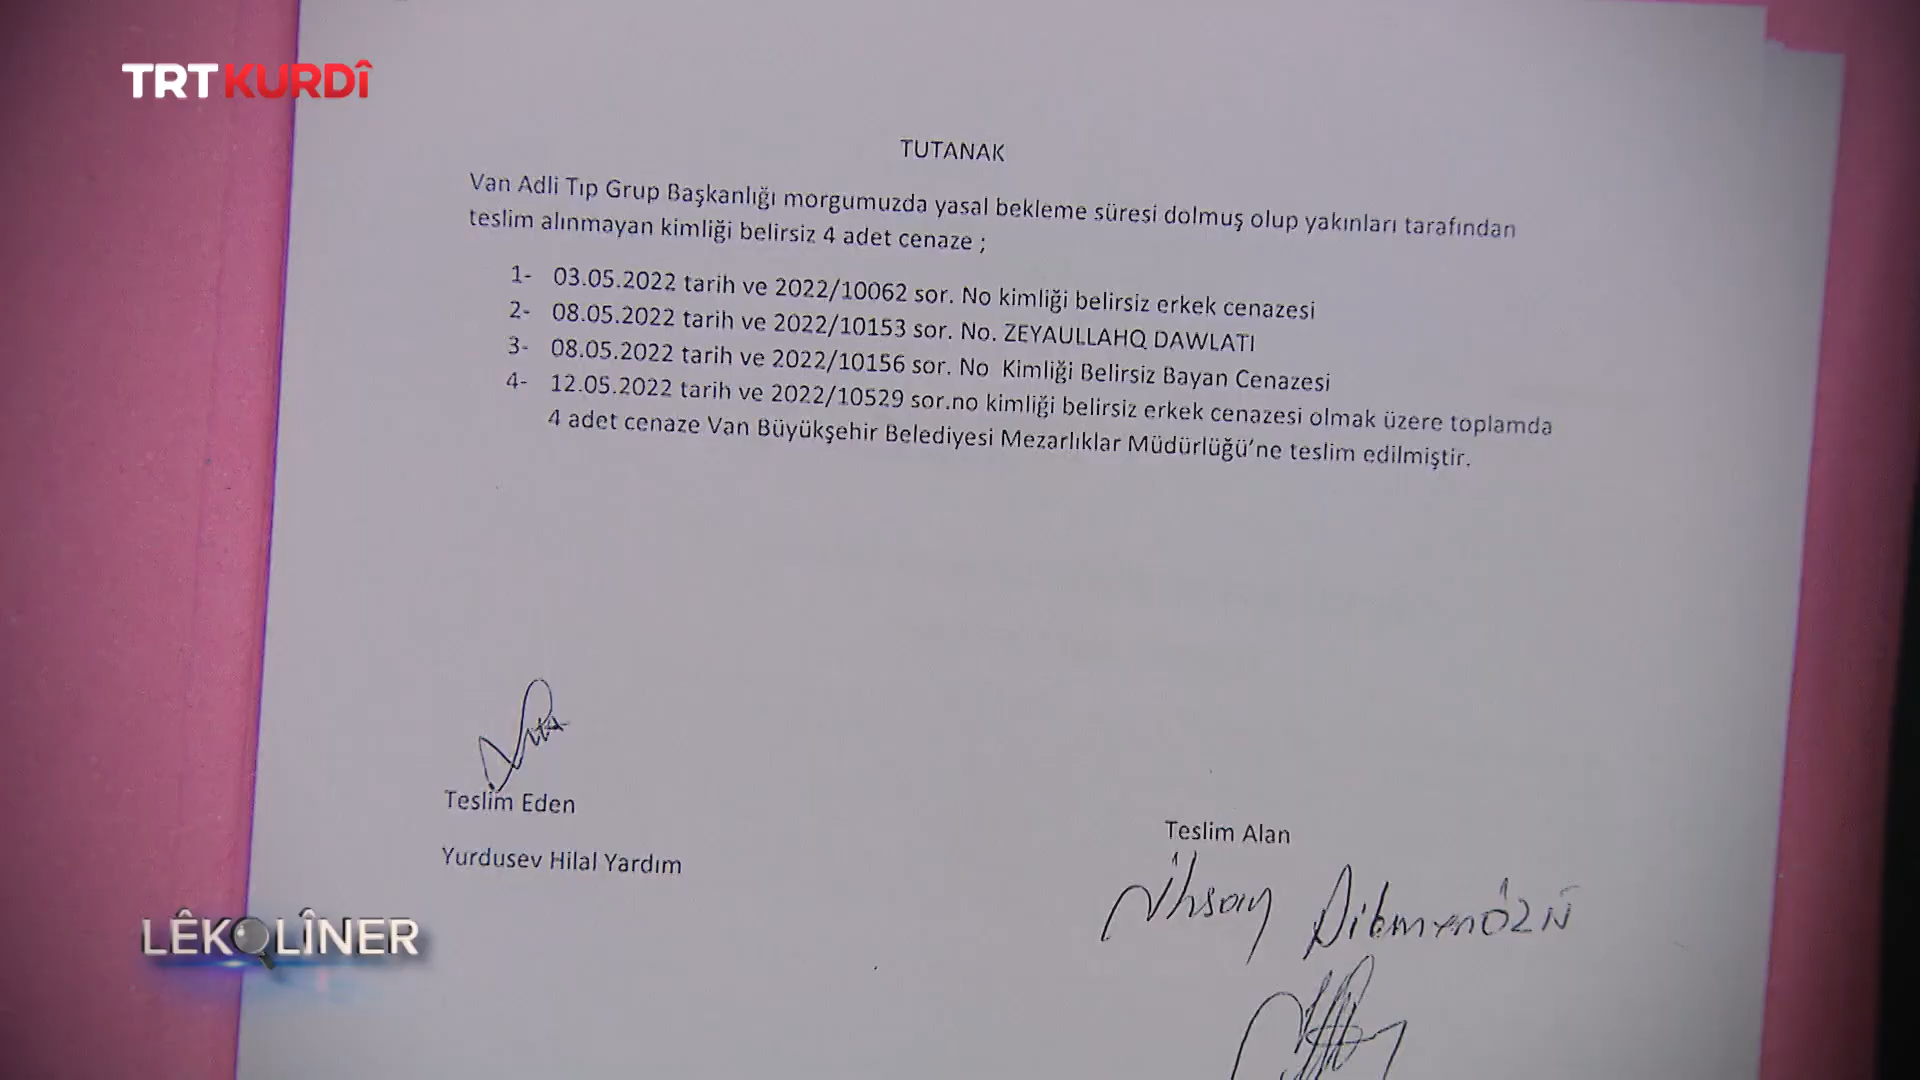 TRT KURDÎ
TUTANAK
Van Adli Tıp Grup Başkanlığı morgumuzda yasal bekleme süresi dolmuş olup yakınları tarafından
teslim alınmayan kimliği belirsiz 4 adet cenaze ;
1- 03.05.2022 tarih ve 2022/10062 sor. No kimliği belirsiz erkek cenazesi
2- 08.05.2022 tarih ve 2022/10153 sor. No. ZEYAULLAHQ DAWLATI
3- 08.05.2022 tarih ve 2022/10156 sor. No Kimliği Belirsiz Bayan Cenazesi
4- 12.05.2022 tarih ve 2022/10529 sor.no kimliği belirsiz erkek cenazesi olmak üzere toplamda
4 adet cenaze Van Büyükşehir Belediyesi Mezarlıklar Müdürlüğü'ne teslim edilmiştir.
Teslim Eden
Teslim Alan
Yurdusev Hilal Yardım
İhsan
LÊKOLÎNER